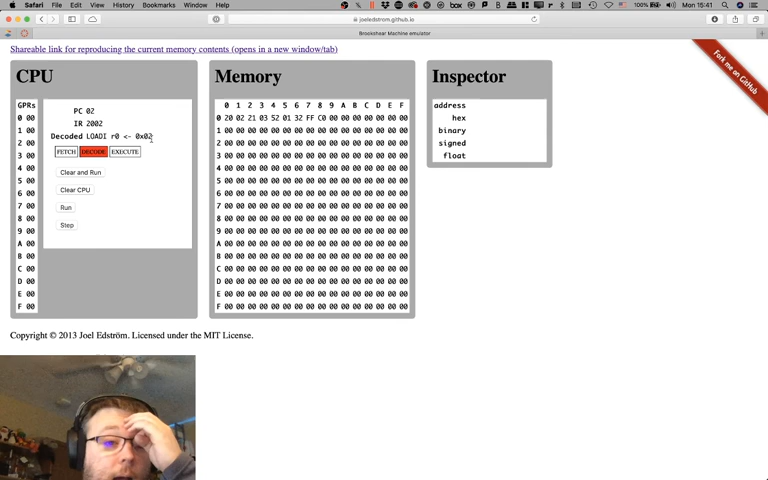 Safari File Edit View History Bookmarks Window Help 100% Mon 15:41
joeledstrom.github.io
Brookshear Machine emulator
Shareable link for reproducing the current memory contents (opens in a new window/tab)
Fork me on GitHub
CPU
GPRs
0 00
1 00
2 00
3 00
4 00
5 00
6 00
7 00
8 00
9 00
A 00
B 00
C 00
D 00
E 00
F 00
PC 02
IR 2002
Decoded LOADI r0 <- 0x02
FETCH DECODE EXECUTE
Clear and Run
Clear CPU
Run
Step
Memory
0 1 2 3 4 5 6 7 8 9 A B C D E F
0 20 02 21 03 52 01 32 FF C0 00 00 00 00 00 00 00
1 00 00 00 00 00 00 00 00 00 00 00 00 00 00 00 00
2 00 00 00 00 00 00 00 00 00 00 00 00 00 00 00 00
3 00 00 00 00 00 00 00 00 00 00 00 00 00 00 00 00
4 00 00 00 00 00 00 00 00 00 00 00 00 00 00 00 00
5 00 00 00 00 00 00 00 00 00 00 00 00 00 00 00 00
6 00 00 00 00 00 00 00 00 00 00 00 00 00 00 00 00
7 00 00 00 00 00 00 00 00 00 00 00 00 00 00 00 00
8 00 00 00 00 00 00 00 00 00 00 00 00 00 00 00 00
9 00 00 00 00 00 00 00 00 00 00 00 00 00 00 00 00
A 00 00 00 00 00 00 00 00 00 00 00 00 00 00 00 00
B 00 00 00 00 00 00 00 00 00 00 00 00 00 00 00 00
C 00 00 00 00 00 00 00 00 00 00 00 00 00 00 00 00
D 00 00 00 00 00 00 00 00 00 00 00 00 00 00 00 00
E 00 00 00 00 00 00 00 00 00 00 00 00 00 00 00 00
F 00 00 00 00 00 00 00 00 00 00 00 00 00 00 00 00
Inspector
address
hex
binary
signed
float
Copyright © 2013 Joel Edström. Licensed under the MIT License.